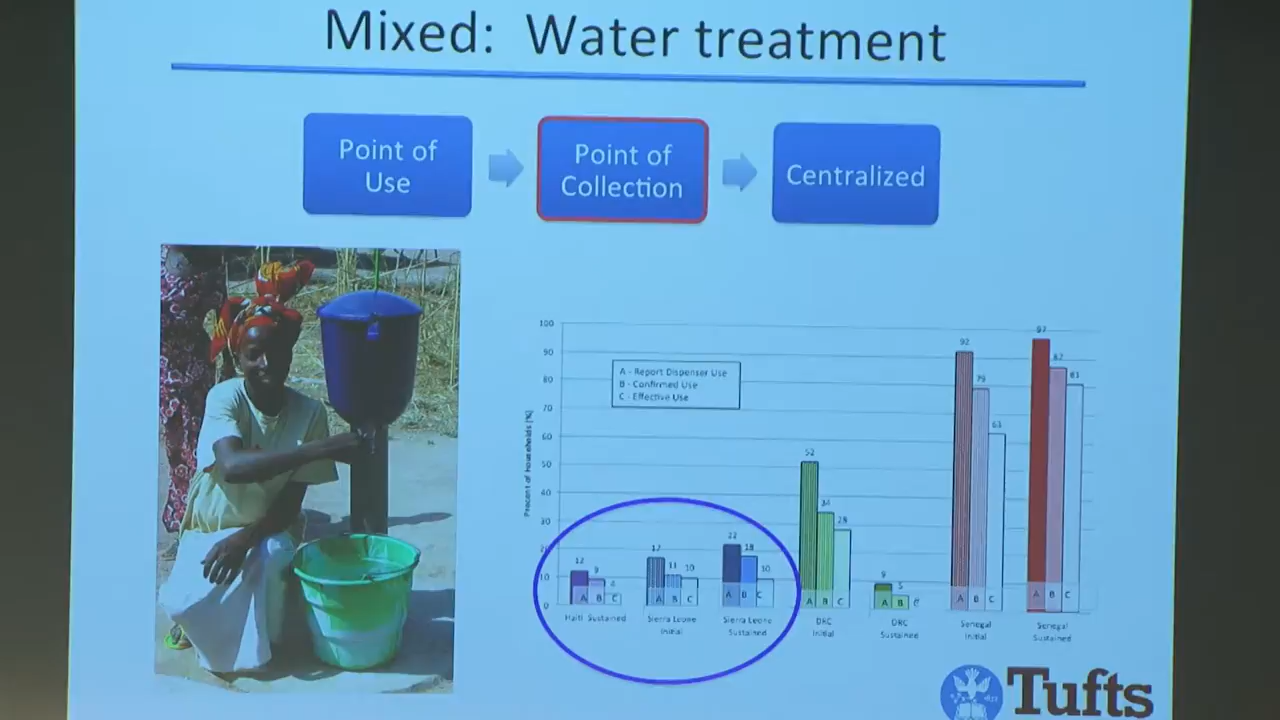 Mixed: Water treatment
Point of
Use
Point of
Collection
Centralized
100
90
80
70
60
50
40
30
10
0
Percent of Households (%)
A - Report Dispenser Use
B - Confirmed Use
C - Effective Use
12
9
17
11
10
22
18
10
52
34
28
9
5
92
79
63
97
81
A B C
A B C
A B C
A B C
A B C
A B C
A B C
Haiti Sustained
Sierra Leone
Initial
Sierra Leone
Sustained
DRC
Initial
DRC
Sustained
Senegal
Initial
Senegal
Sustained
Tufts